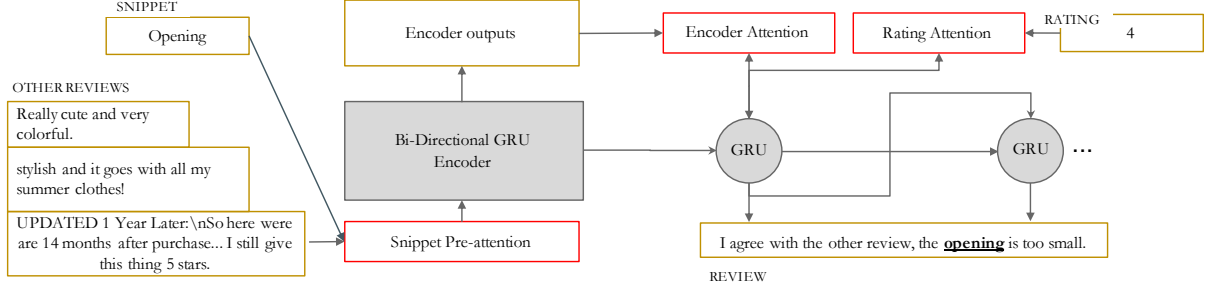 SNIPPET
Opening
OTHER REVIEWS
Really cute and very
colorful.
stylish and it goes with all my
summer clothes!
UPDATED 1 Year Later:\nSo here were
are 14 months after purchase... I still give
this thing 5 stars.
Encoder outputs
Bi-Directional GRU
Encoder
Snippet Pre-attention
Encoder Attention
Rating Attention
RATING
4
GRU
GRU
...
I agree with the other review, the opening is too small.
REVIEW